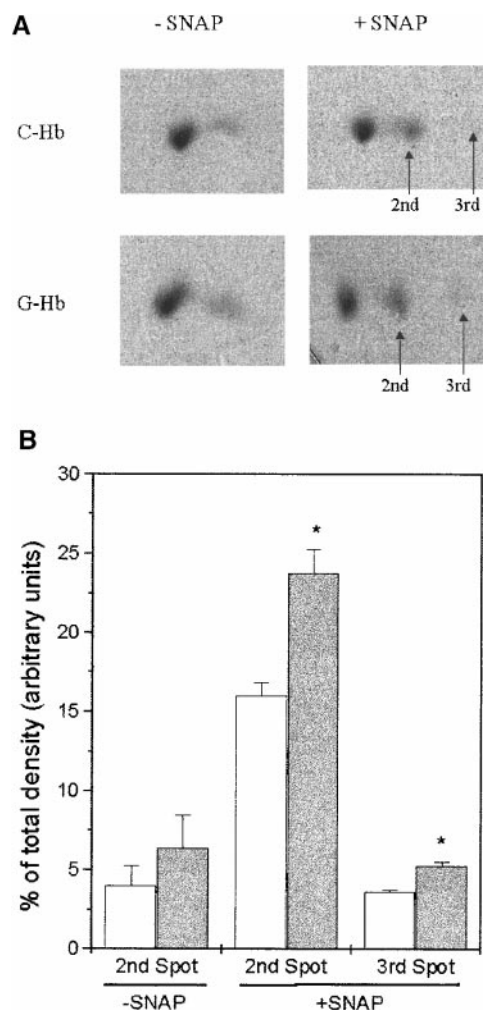 A
- SNAP + SNAP
C-Hb
2nd 3rd
G-Hb
2nd 3rd
B
% of total density (arbitrary units)
30
25
20
15
10
5
0
* *
2nd Spot 2nd Spot 3rd Spot
-SNAP +SNAP